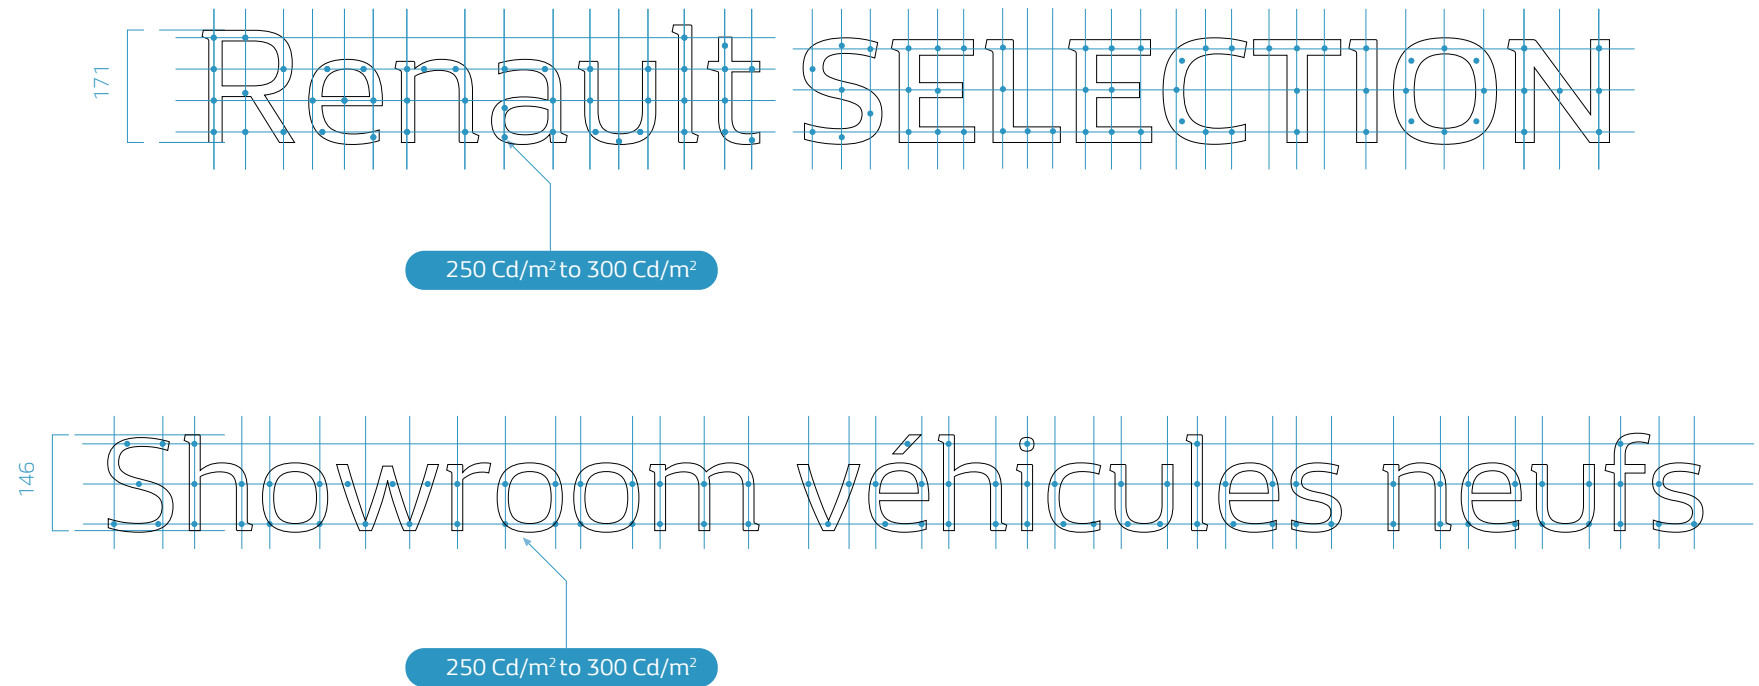 Renault SELECTION
171
250 Cd/m² to 300 Cd/m²
Showroom véhicules neufs
146
250 Cd/m² to 300 Cd/m²